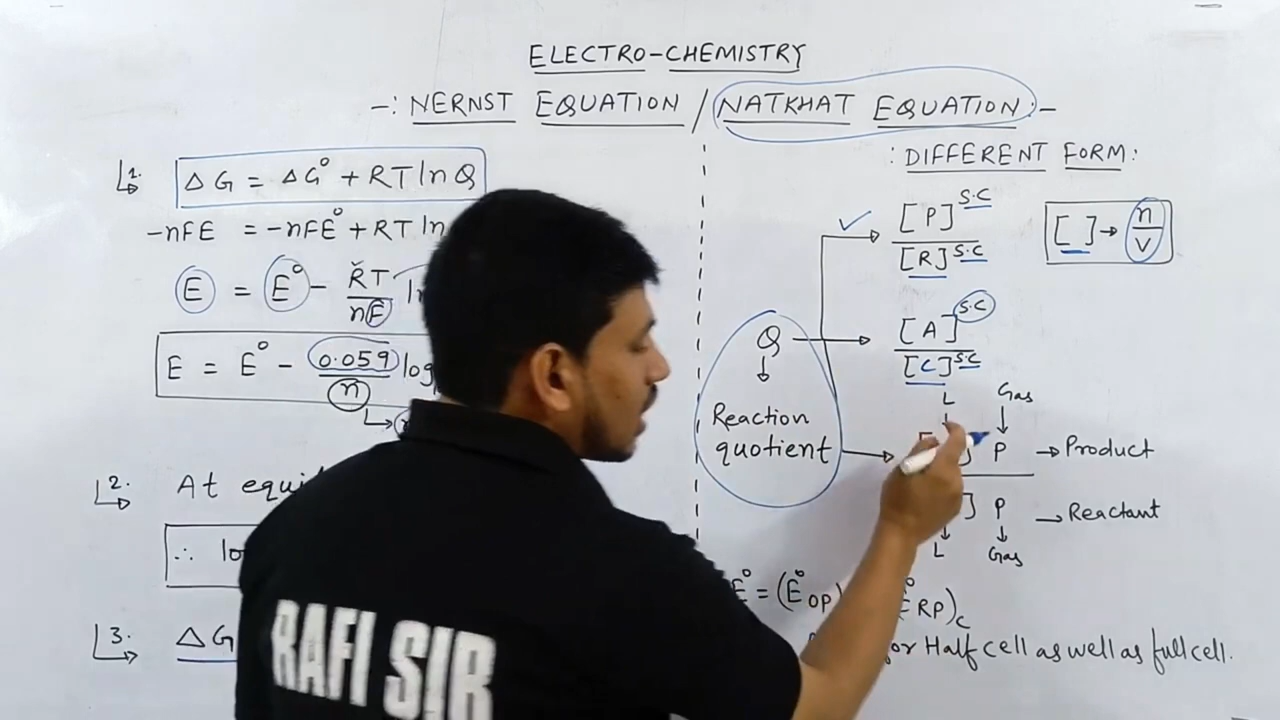 ELECTRO-CHEMISTRY
-: NERNST EQUATION / NATKHAT EQUATION :-
1. ΔG = ΔG° + RT ln Q
-nFE = -nFE° + RT ln
E = E° - RT/nF ln
E = E° - 0.059/n log
2. At equi
∴ lo
3. ΔG
: DIFFERENT FORM :
[P]^S.C / [R]^S.C
[ ] → n/v
Q → [A]^S.C / [C]^S.C
↓
Reaction
quotient
L Gas
↓ ↓
] P → Product
] P → Reactant
↓ ↓
L Gas
E° = (E°OP) E°RP)c
for Half cell as well as full cell.
RAFI SIR